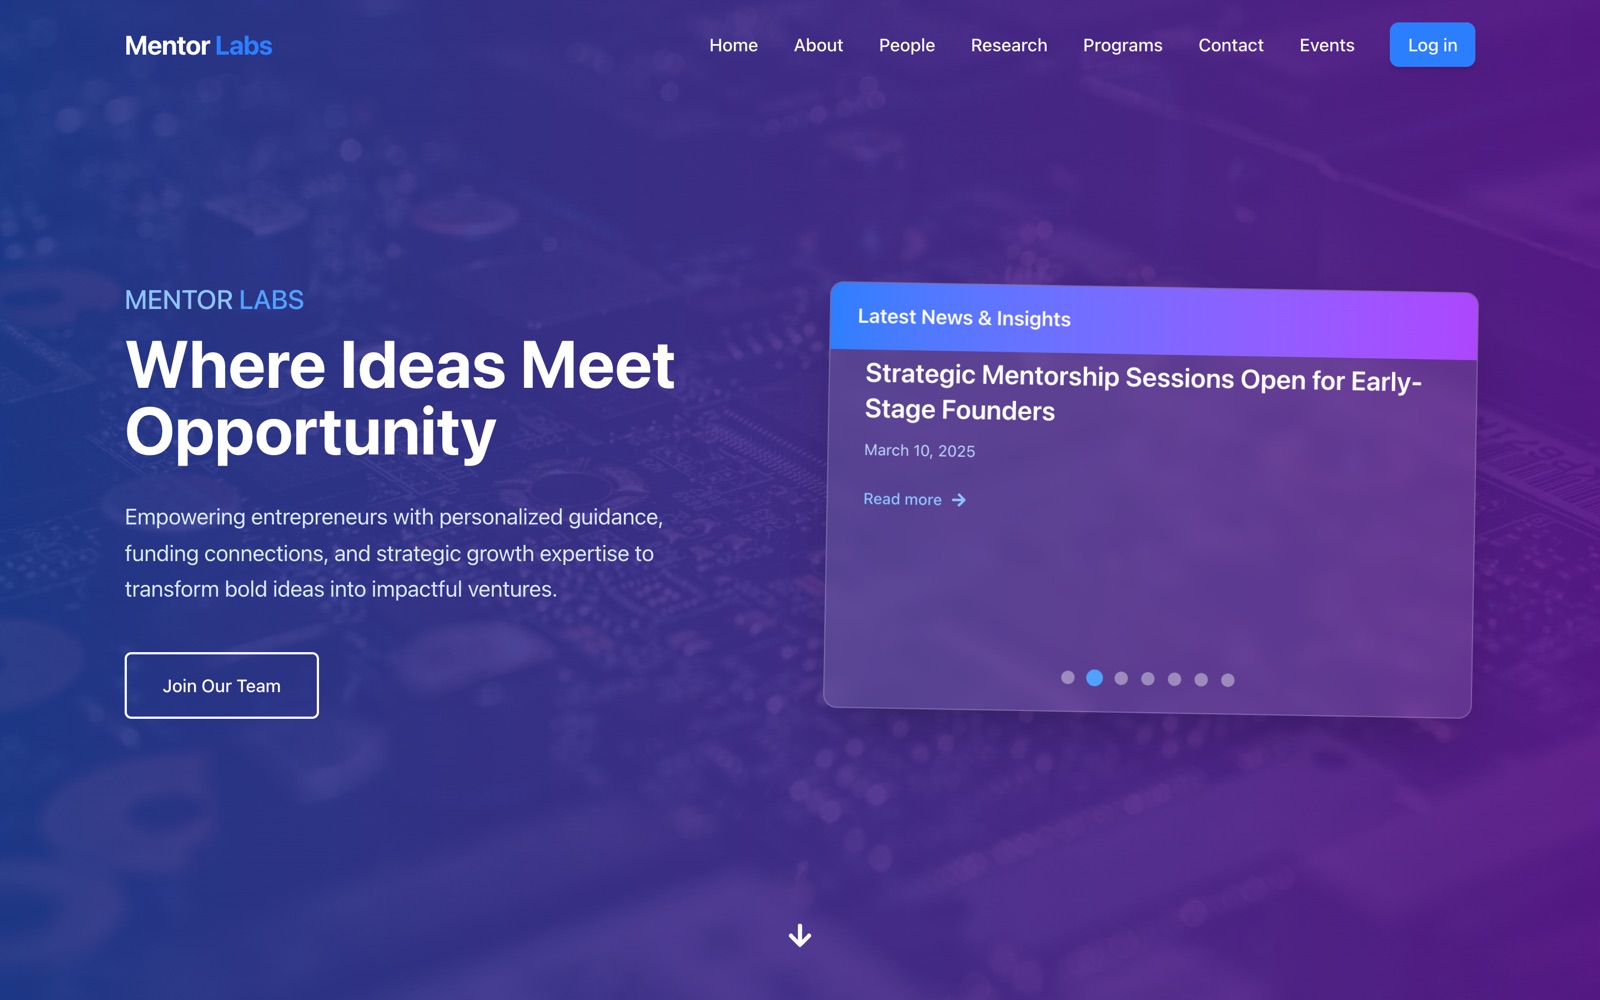 Mentor Labs
Home
About
People
Research
Programs
Contact
Events
Log in
MENTOR LABS
Where Ideas Meet
Opportunity
Empowering entrepreneurs with personalized guidance,
funding connections, and strategic growth expertise to
transform bold ideas into impactful ventures.
Join Our Team
Latest News & Insights
Strategic Mentorship Sessions Open for Early-
Stage Founders
March 10, 2025
Read more